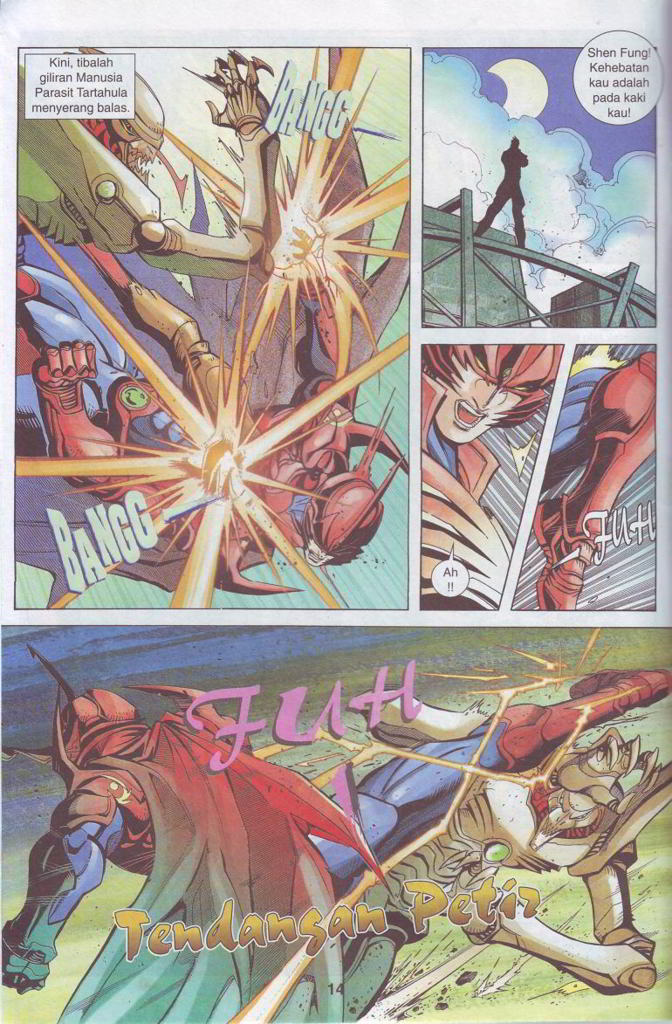 Kini, tibalah
giliran Manusia
Parasit Tartahula
menyerang balas.
BANGG
BANGG
Shen Fung!
Kehebatan
kau adalah
pada kaki
kau!
Ah
!!
FUH
FUH
!
Tendangan Petir
14